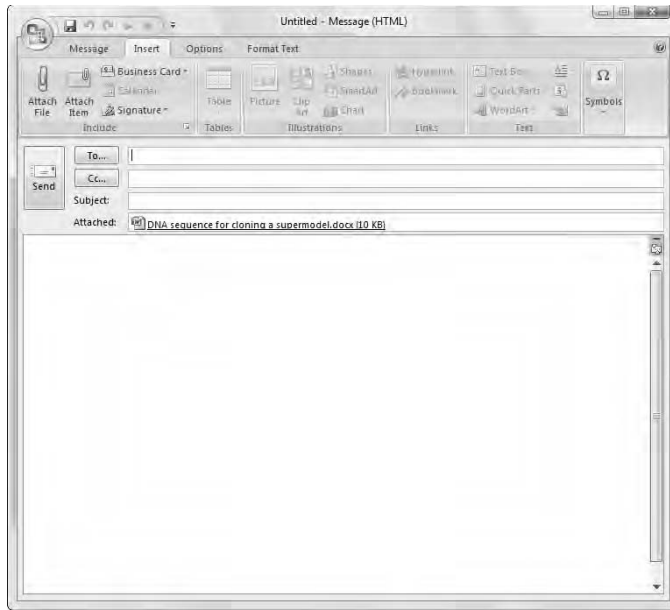 Untitled - Message (HTML)
Message Insert Options Format Text
Business Card
Calendar
Signature
Attach File
Attach Item
Include
Table
Tables
Picture
Clip Art
Shapes
SmartArt
Chart
Illustrations
Hyperlink
Bookmark
Links
Text Box
Quick Parts
WordArt
Text
Ω
Symbols
Send
To...
Cc...
Subject:
Attached: DNA sequence for cloning a supermodel.docx (10 KB)